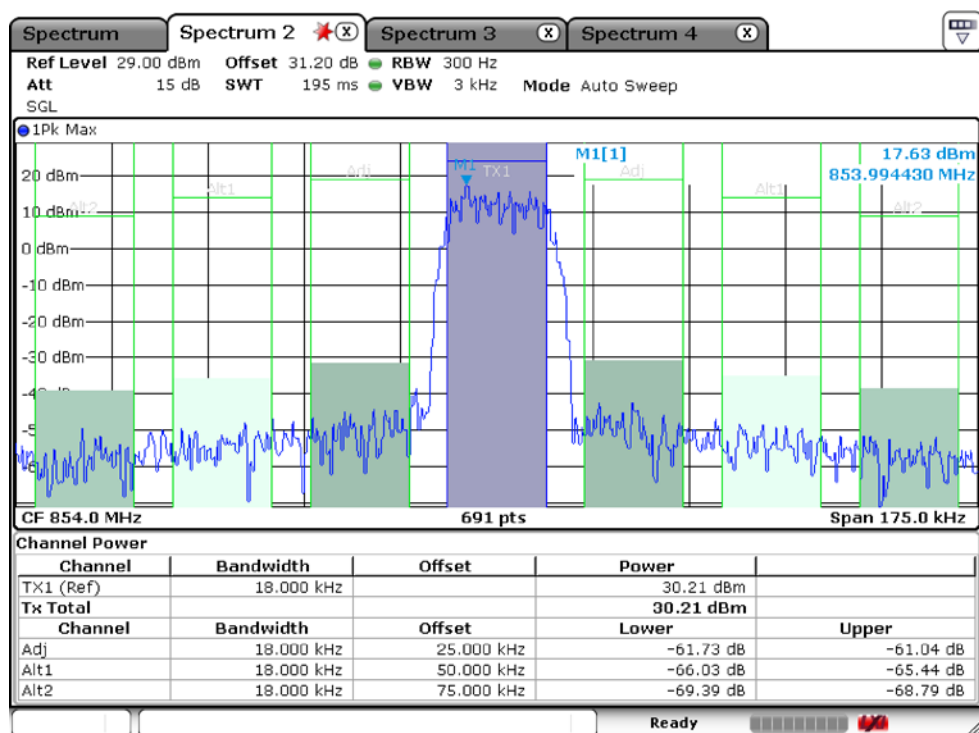 Spectrum Spectrum 2 X Spectrum 3 X Spectrum 4 X
Ref Level 29.00 dBm Offset 31.20 dB RBW 300 Hz
Att 15 dB SWT 195 ms VBW 3 kHz Mode Auto Sweep
SGL
1Pk Max
M1[1] 17.63 dBm
853.994430 MHz
M1
TX1
Adj Adj
Alt1 Alt1
Alt2 Alt2
20 dBm
10 dBm
0 dBm
-10 dBm
-20 dBm
-30 dBm
CF 854.0 MHz 691 pts Span 175.0 kHz
Channel Power
Channel Bandwidth Offset Power
TX1 (Ref) 18.000 kHz 30.21 dBm
Tx Total 30.21 dBm
Channel Bandwidth Offset Lower Upper
Adj 18.000 kHz 25.000 kHz -61.73 dB -61.04 dB
Alt1 18.000 kHz 50.000 kHz -66.03 dB -65.44 dB
Alt2 18.000 kHz 75.000 kHz -69.39 dB -68.79 dB
Ready